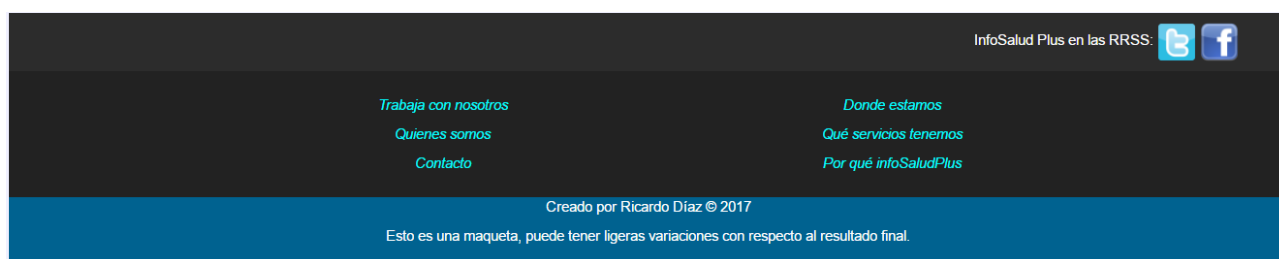 InfoSalud Plus en las RRSS:
Trabaja con nosotros
Quienes somos
Contacto
Donde estamos
Qué servicios tenemos
Por qué infoSaludPlus
Creado por Ricardo Díaz © 2017
Esto es una maqueta, puede tener ligeras variaciones con respecto al resultado final.